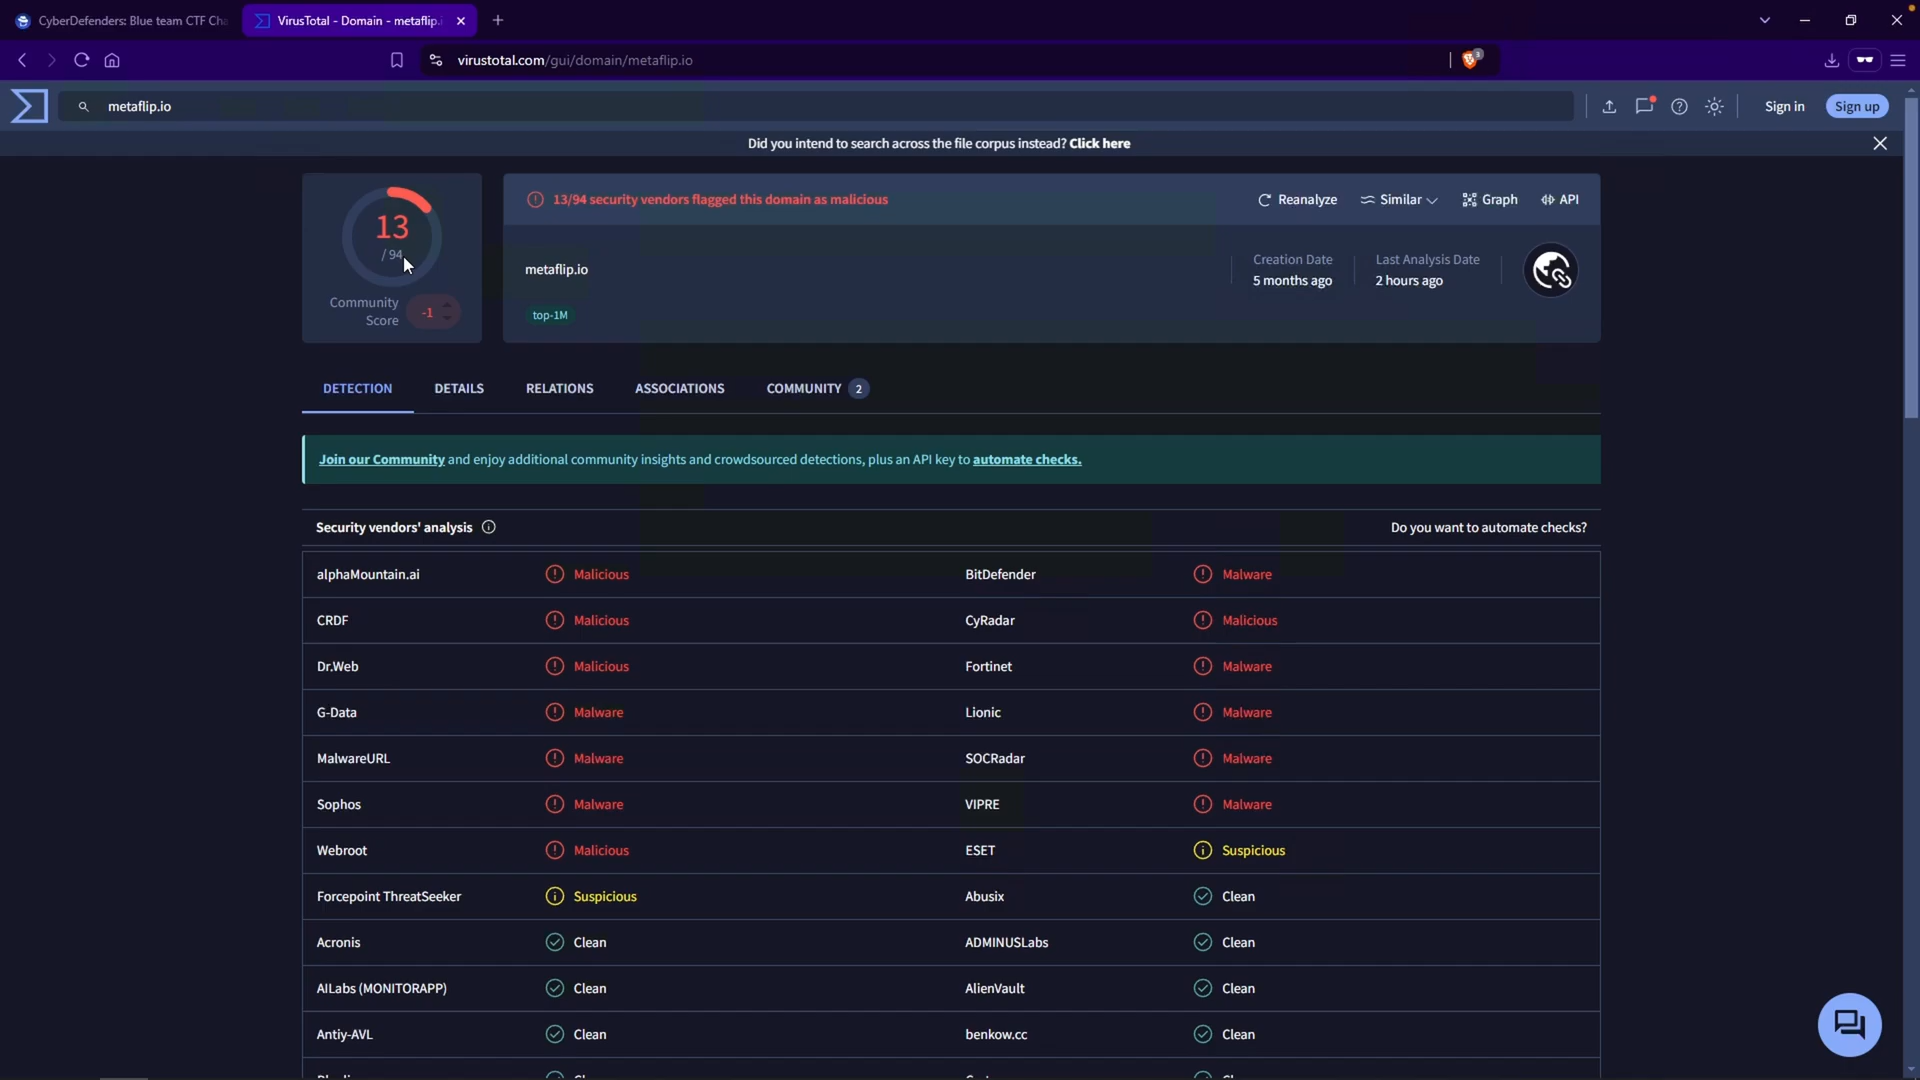 CyberDefenders: Blue team CTF Cha
VirusTotal - Domain - metaflip.i
virustotal.com/gui/domain/metaflip.io
3
metaflip.io
Sign in
Sign up
Did you intend to search across the file corpus instead? Click here
13
/ 94
Community
Score
-1
13/94 security vendors flagged this domain as malicious
Reanalyze
Similar
Graph
API
metaflip.io
top-1M
Creation Date
5 months ago
Last Analysis Date
2 hours ago
DETECTION
DETAILS
RELATIONS
ASSOCIATIONS
COMMUNITY 2
Join our Community and enjoy additional community insights and crowdsourced detections, plus an API key to automate checks.
Security vendors' analysis
Do you want to automate checks?
alphaMountain.ai Malicious BitDefender Malware
CRDF Malicious CyRadar Malicious
Dr.Web Malicious Fortinet Malware
G-Data Malware Lionic Malware
MalwareURL Malware SOCRadar Malware
Sophos Malware VIPRE Malware
Webroot Malicious ESET Suspicious
Forcepoint ThreatSeeker Suspicious Abusix Clean
Acronis Clean ADMINUSLabs Clean
AILabs (MONITORAPP) Clean AlienVault Clean
Antiy-AVL Clean benkow.cc Clean